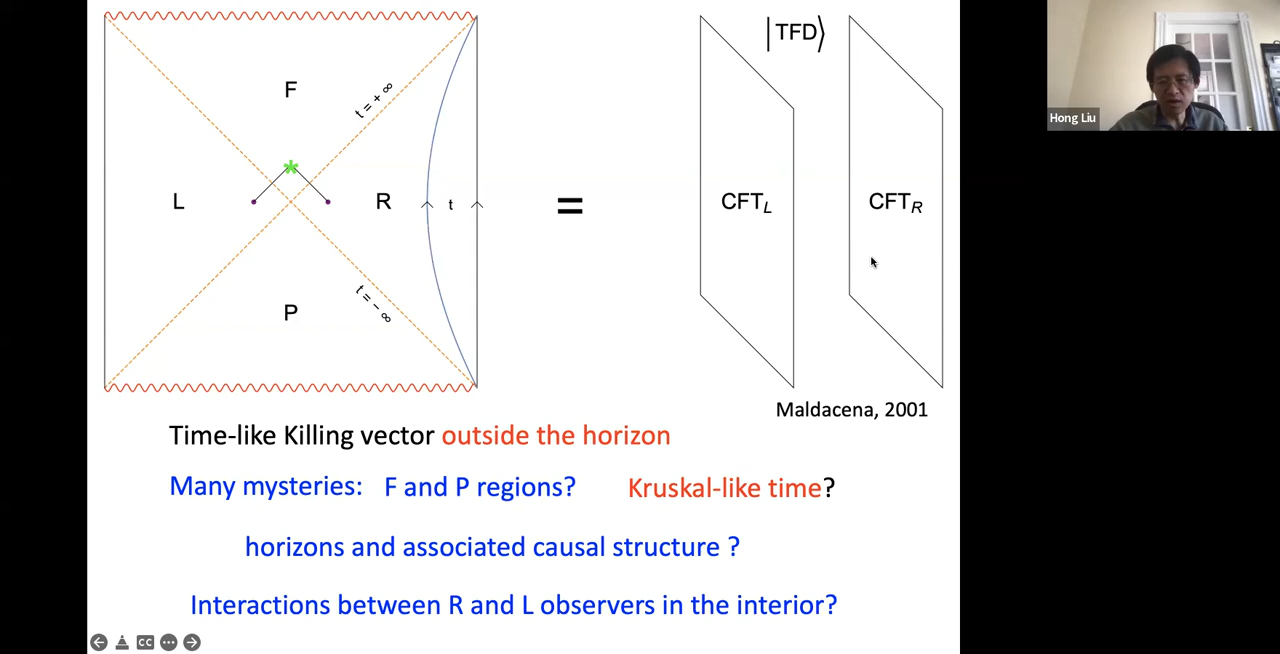 |TFD⟩
F
t = + ∞
L
R
t
=
CFT_L
CFT_R
P
t = - ∞
Maldacena, 2001
Time-like Killing vector outside the horizon
Many mysteries: F and P regions? Kruskal-like time?
horizons and associated causal structure ?
Interactions between R and L observers in the interior?
CC
Hong Liu